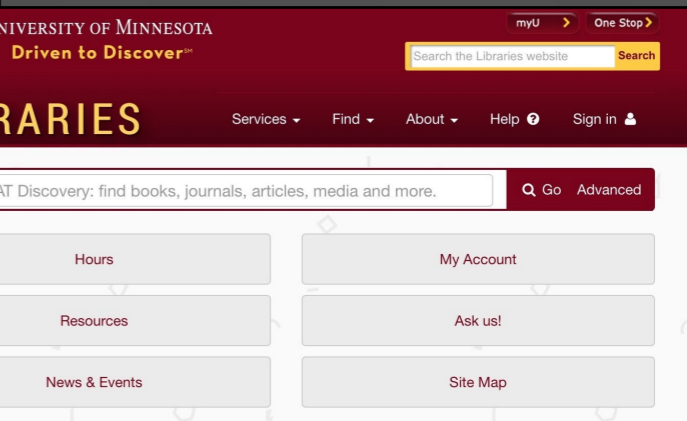 NIVERSITY OF MINNESOTA
Driven to Discover℠
myU > One Stop >
Search the Libraries website Search
RARIES
Services Find About Help ? Sign in
AT Discovery: find books, journals, articles, media and more. Go Advanced
Hours My Account
Resources Ask us!
News & Events Site Map